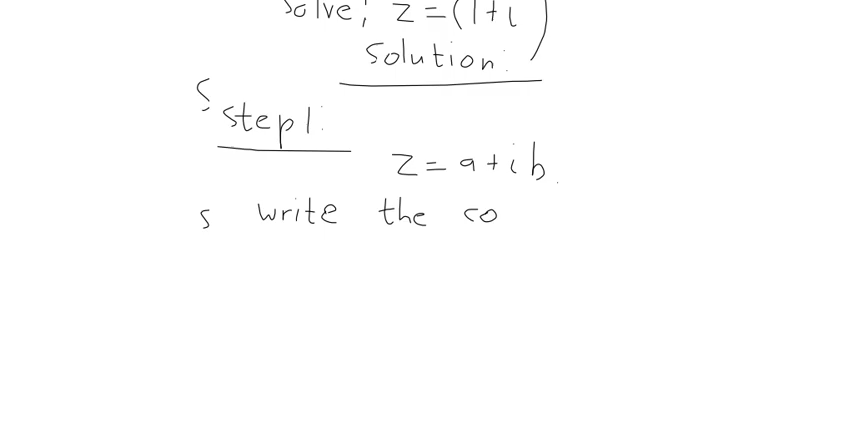 solve; z = (1+i)
solution:
s
step1:
z = a+ib.
s write the co